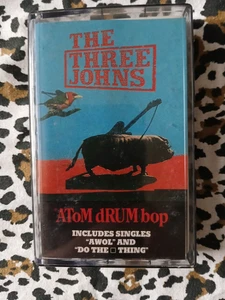 THE
THREE
JOHNS
AToM dRUM bop
INCLUDES SINGLES
"AWOL" AND
"DO THE □ THING"